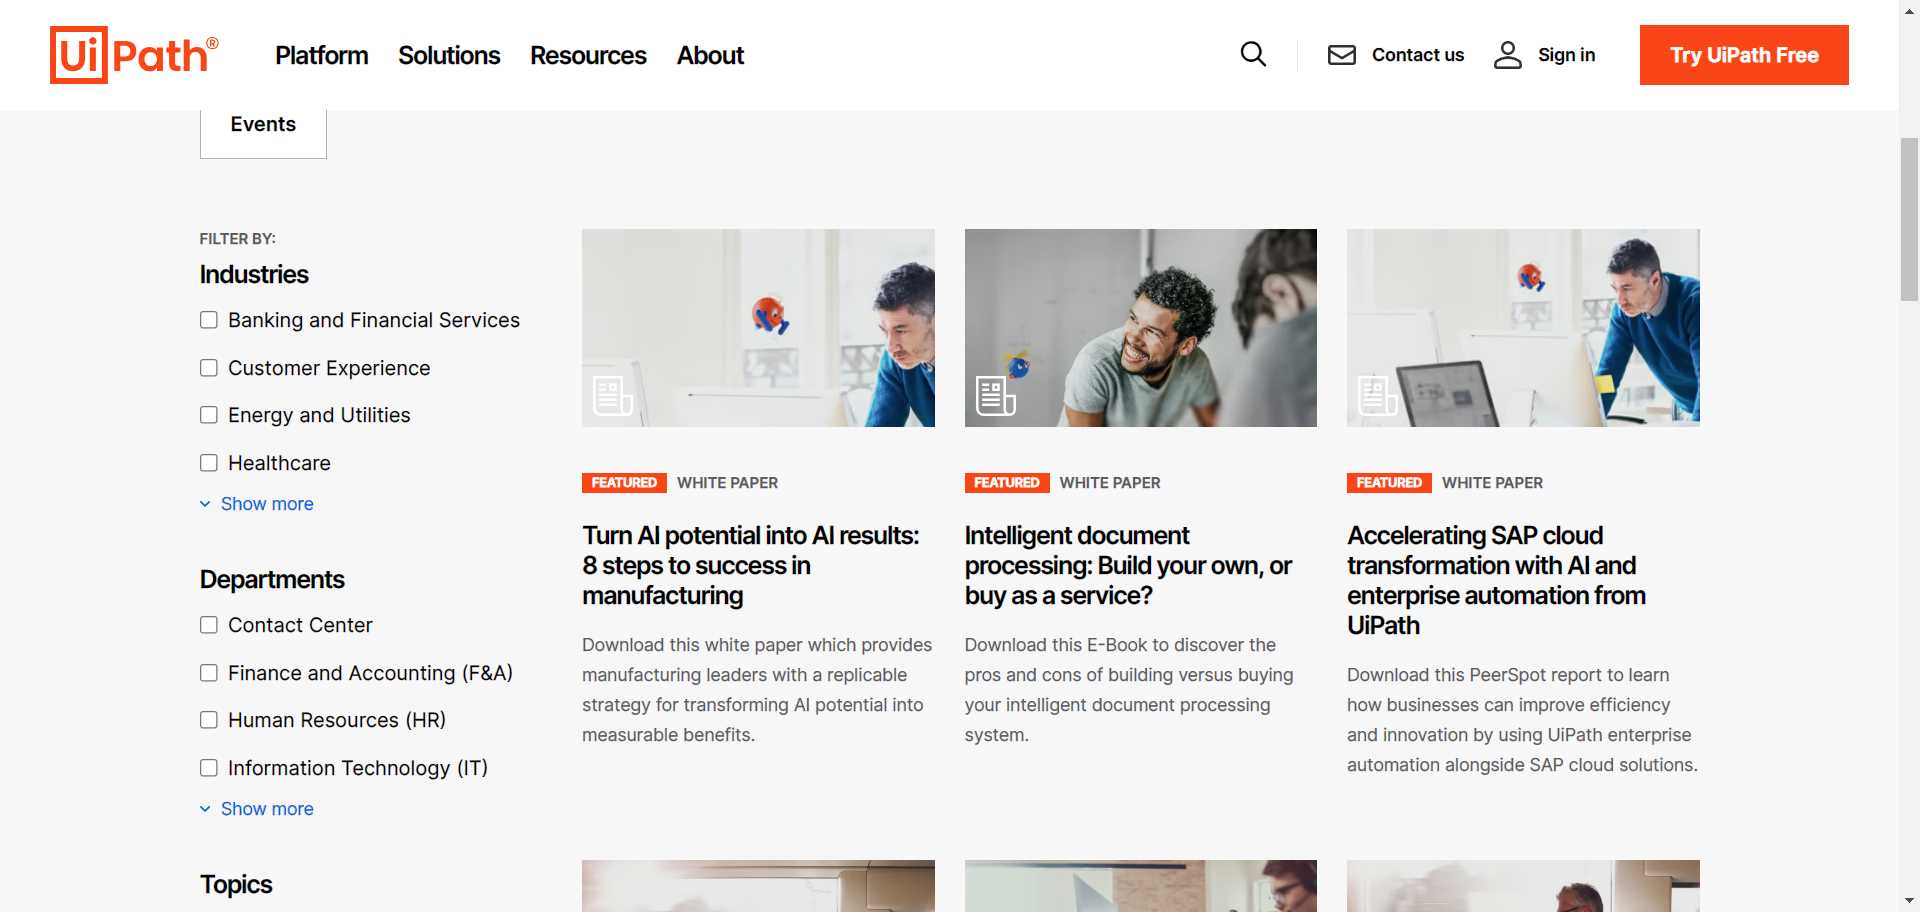 UiPath®
Platform Solutions Resources About
Contact us Sign in Try UiPath Free
Events
FILTER BY:
Industries
Banking and Financial Services
Customer Experience
Energy and Utilities
Healthcare
Show more
Departments
Contact Center
Finance and Accounting (F&A)
Human Resources (HR)
Information Technology (IT)
Show more
Topics
FEATURED WHITE PAPER
Turn AI potential into AI results:
8 steps to success in
manufacturing
Download this white paper which provides
manufacturing leaders with a replicable
strategy for transforming AI potential into
measurable benefits.
FEATURED WHITE PAPER
Intelligent document
processing: Build your own, or
buy as a service?
Download this E-Book to discover the
pros and cons of building versus buying
your intelligent document processing
system.
FEATURED WHITE PAPER
Accelerating SAP cloud
transformation with AI and
enterprise automation from
UiPath
Download this PeerSpot report to learn
how businesses can improve efficiency
and innovation by using UiPath enterprise
automation alongside SAP cloud solutions.